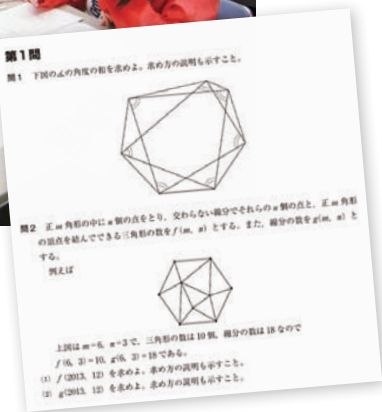 第1問
問1 下図の∠の角度の和を求めよ。求め方の説明も示すこと。
問2 正m角形の中にn個の点をとり、交わらない線分でそれらのn個の点と、正m角形
の頂点を結んでできる三角形の数をf(m, n)とする。また、線分の数をg(m, n)と
する。
例えば
上図はm=6、n=3で、三角形の数は10個、線分の数は18なので
f(6, 3)=10、g(6, 3)=18である。
(1) f(2013, 12)を求めよ。求め方の説明も示すこと。
(2) g(2013, 12)を求めよ。求め方の説明も示すこと。